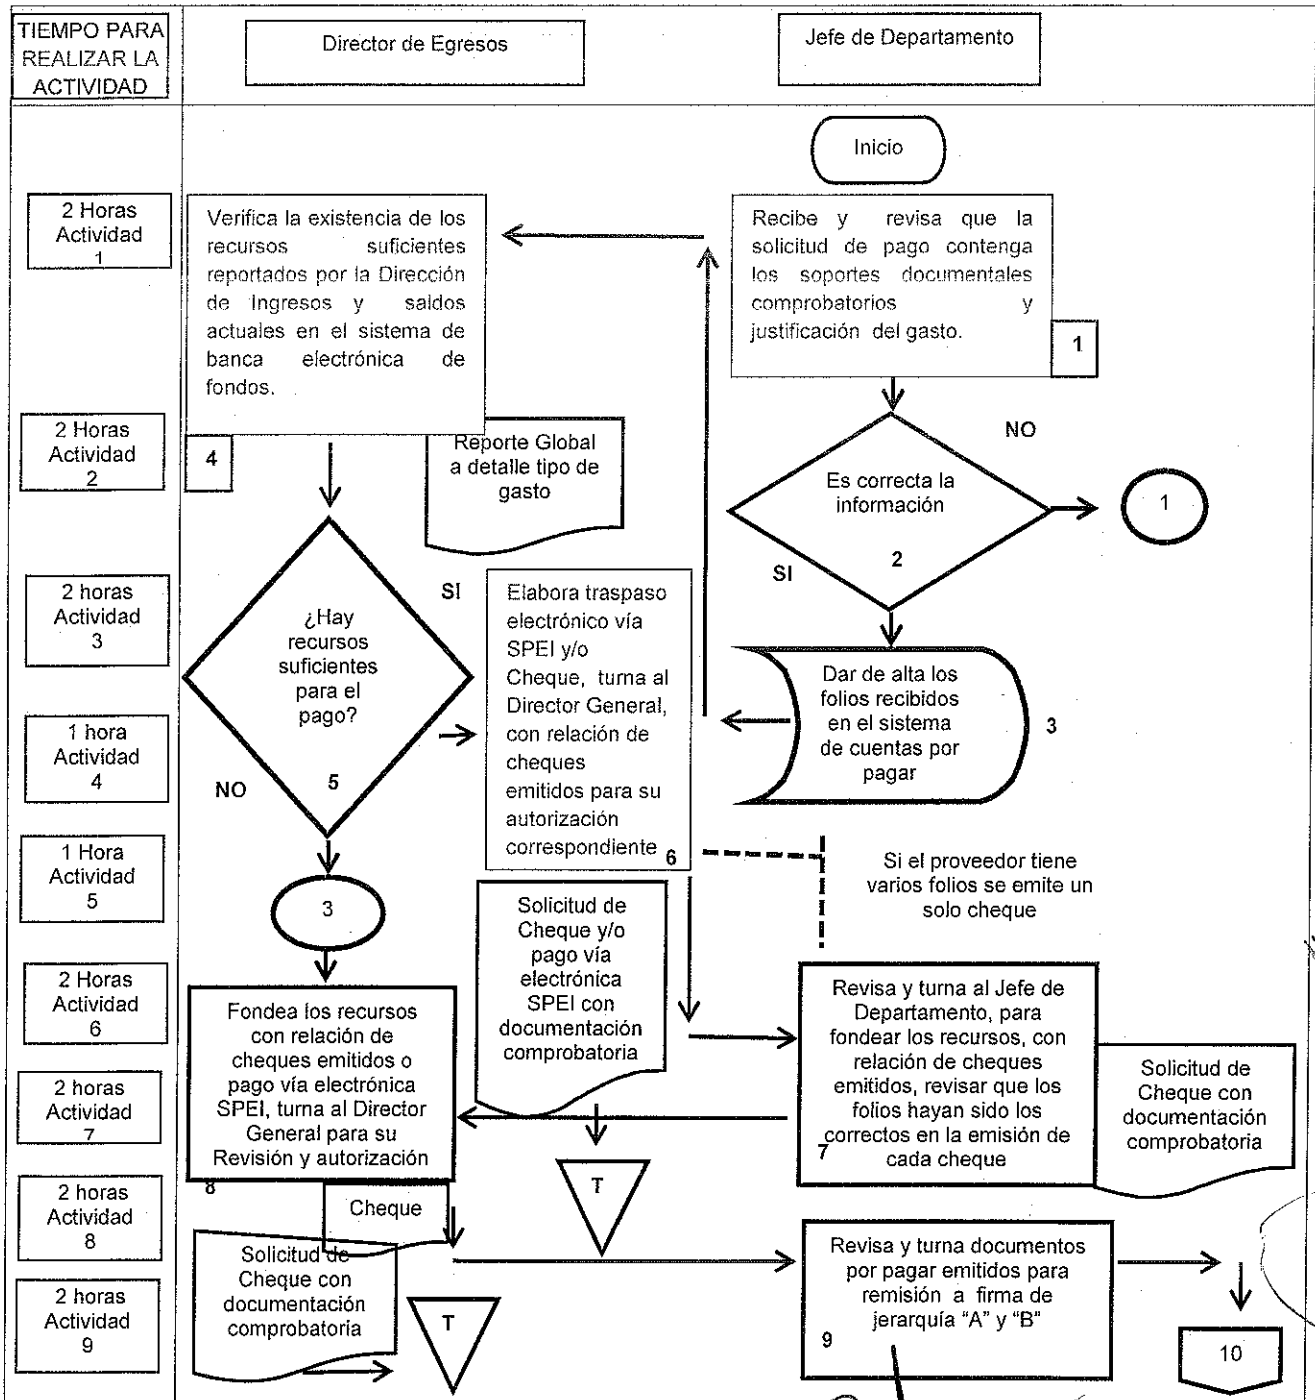 TIEMPO PARA
REALIZAR LA
ACTIVIDAD
Director de Egresos
Jefe de Departamento
Inicio
2 Horas
Actividad
1
Verifica la existencia de los
recursos suficientes
reportados por la Dirección
de Ingresos y saldos
actuales en el sistema de
banca electrónica de
fondos.
Recibe y revisa que la
solicitud de pago contenga
los soportes documentales
comprobatorios y
justificación del gasto.
1
2 Horas
Actividad
2
4
Reporte Global
a detalle tipo de
gasto
NO
Es correcta la
información
2
SI
1
2 horas
Actividad
3
¿Hay
recursos
suficientes
para el
pago?
5
SI
NO
Elabora traspaso
electrónico vía
SPEI y/o
Cheque, turna al
Director General,
con relación de
cheques
emitidos para su
autorización
correspondiente
6
Dar de alta los
folios recibidos
en el sistema
de cuentas por
pagar
3
1 hora
Actividad
4
1 Hora
Actividad
5
3
Solicitud de
Cheque y/o
pago vía
electrónica
SPEI con
documentación
comprobatoria
Si el proveedor tiene
varios folios se emite un
solo cheque
2 Horas
Actividad
6
Fondea los recursos
con relación de
cheques emitidos o
pago vía electrónica
SPEI, turna al Director
General para su
Revisión y autorización
8
Revisa y turna al Jefe de
Departamento, para
fondear los recursos, con
relación de cheques
emitidos, revisar que los
folios hayan sido los
correctos en la emisión de
cada cheque
7
Solicitud de
Cheque con
documentación
comprobatoria
2 horas
Actividad
7
T
2 horas
Actividad
8
Cheque
Solicitud de
Cheque con
documentación
comprobatoria
T
Revisa y turna documentos
por pagar emitidos para
remisión a firma de
jerarquía "A" y "B"
9
10
2 horas
Actividad
9